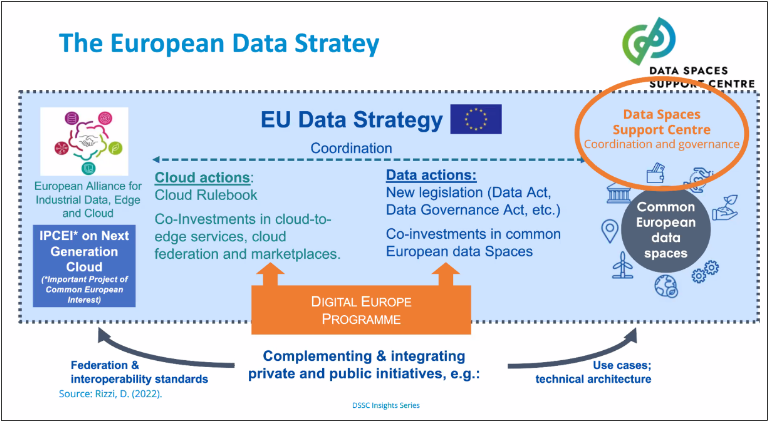 The European Data Stratey
DATA SPACES
SUPPORT CENTRE
EU Data Strategy
Data Spaces
Support Centre
Coordination and governance
Coordination
European Alliance for
Industrial Data, Edge
and Cloud
IPCEI* on Next
Generation
Cloud
(*Important Project of
Common European
Interest)
Cloud actions:
Cloud Rulebook
Co-Investments in cloud-to-
edge services, cloud
federation and marketplaces.
Data actions:
New legislation (Data Act,
Data Governance Act, etc.)
Co-investments in common
European data Spaces
Common
European
data
spaces
DIGITAL EUROPE
PROGRAMME
Federation &
interoperability standards
Complementing & integrating
private and public initiatives, e.g.:
Use cases;
technical architecture
Source: Rizzi, D. (2022).
DSSC Insights Series